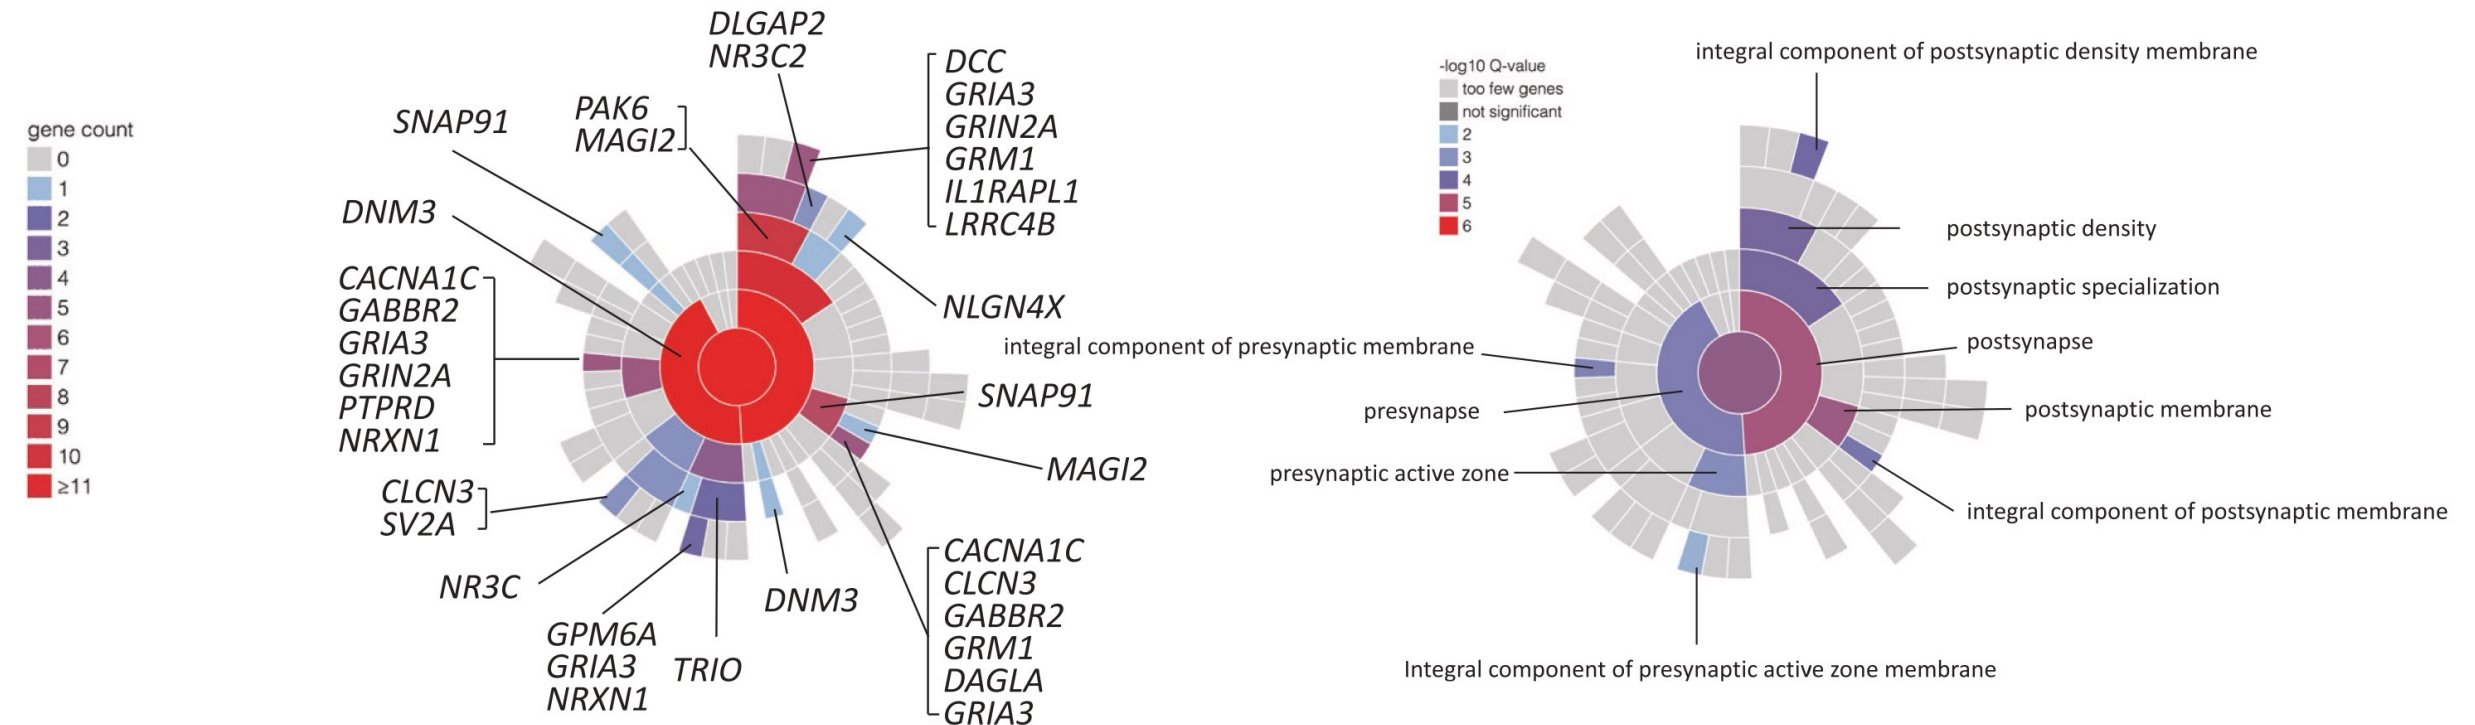 gene count
0
1
2
3
4
5
6
7
8
9
10
≥11
DLGAP2
NR3C2
DCC
GRIA3
GRIN2A
GRM1
IL1RAPL1
LRRC4B
PAK6
MAGI2
SNAP91
DNM3
CACNA1C
GABBR2
GRIA3
GRIN2A
PTPRD
NRXN1
CLCN3
SV2A
NR3C
GPM6A
GRIA3
NRXN1
TRIO
DNM3
NLGN4X
SNAP91
MAGI2
CACNA1C
CLCN3
GABBR2
GRM1
DAGLA
GRIA3
-log10 Q-value
too few genes
not significant
2
3
4
5
6
integral component of postsynaptic density membrane
postsynaptic density
postsynaptic specialization
postsynapse
postsynaptic membrane
integral component of postsynaptic membrane
integral component of presynaptic membrane
presynapse
presynaptic active zone
Integral component of presynaptic active zone membrane